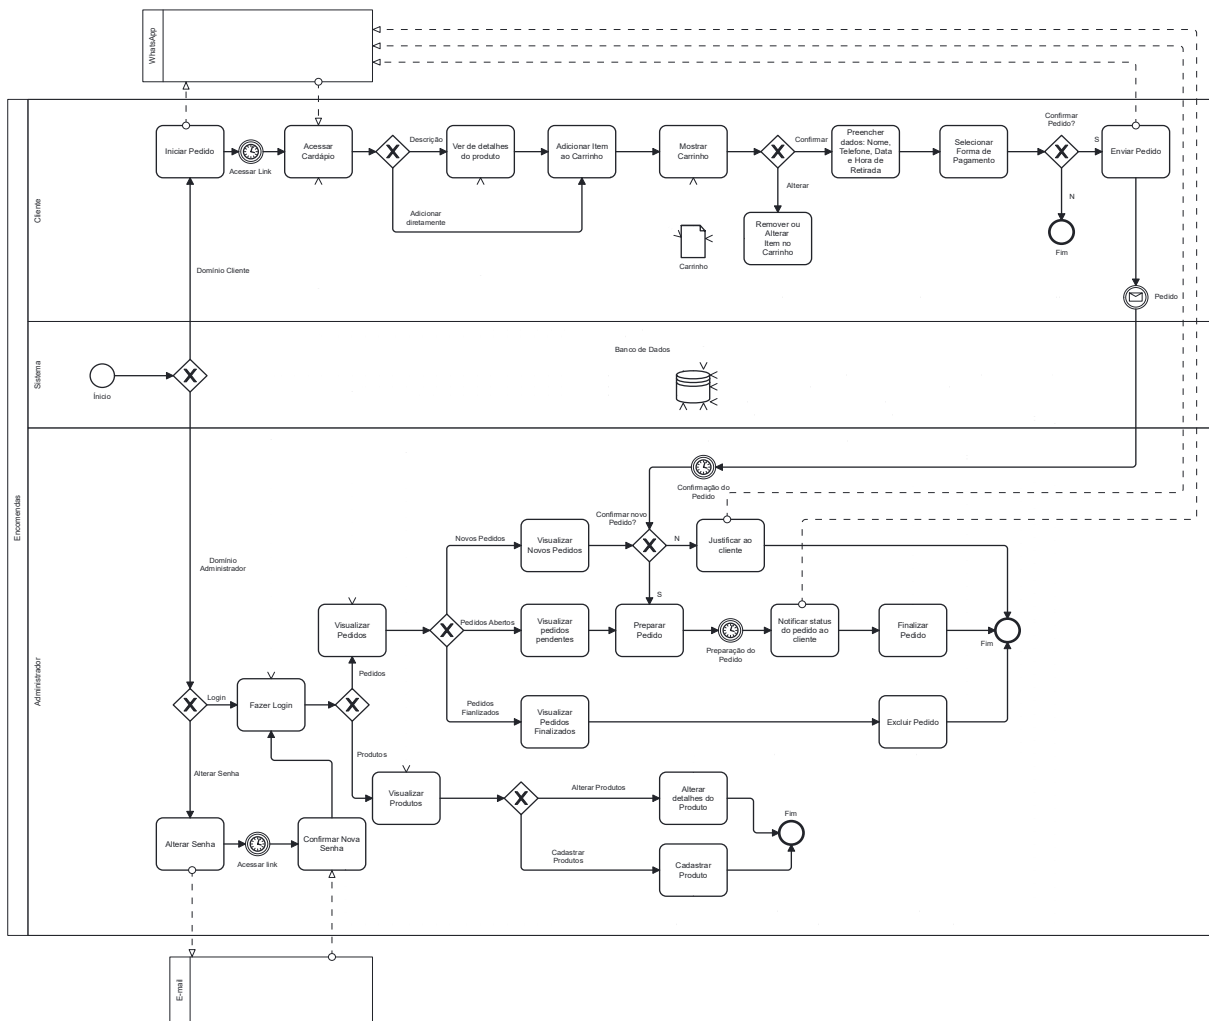 WhatsApp
Encomendas
Cliente
Iniciar Pedido
Acessar Link
Acessar
Cardápio
Descrição
Adicionar
diretamente
Ver de detalhes
do produto
Adicionar Item
ao Carrinho
Mostrar
Carrinho
Carrinho
Confirmar
Alterar
Remover ou
Alterar
Item no
Carrinho
Preencher
dados: Nome,
Telefone, Data
e Hora de
Retirada
Selecionar
Forma de
Pagamento
Confirmar
Pedido?
S
N
Fim
Enviar Pedido
Pedido
Domínio Cliente
Sistema
Ínicio
Banco de Dados
Administrador
Domínio
Administrador
Confirmação do
Pedido
Confirmar novo
Pedido?
Novos Pedidos
Visualizar
Novos Pedidos
N
Justificar ao
cliente
S
Visualizar
Pedidos
Pedidos Abertos
Visualizar
pedidos
pendentes
Preparar
Pedido
Preparação do
Pedido
Notificar status
do pedido ao
cliente
Finalizar
Pedido
Fim
Pedidos
Login
Fazer Login
Pedidos
Fianlizados
Visualizar
Pedidos
Finalizados
Excluir Pedido
Produtos
Alterar Senha
Visualizar
Produtos
Alterar Produtos
Alterar
detalhes do
Produto
Fim
Alterar Senha
Acessar link
Confirmar Nova
Senha
Cadastrar
Produtos
Cadastrar
Produto
E-mail